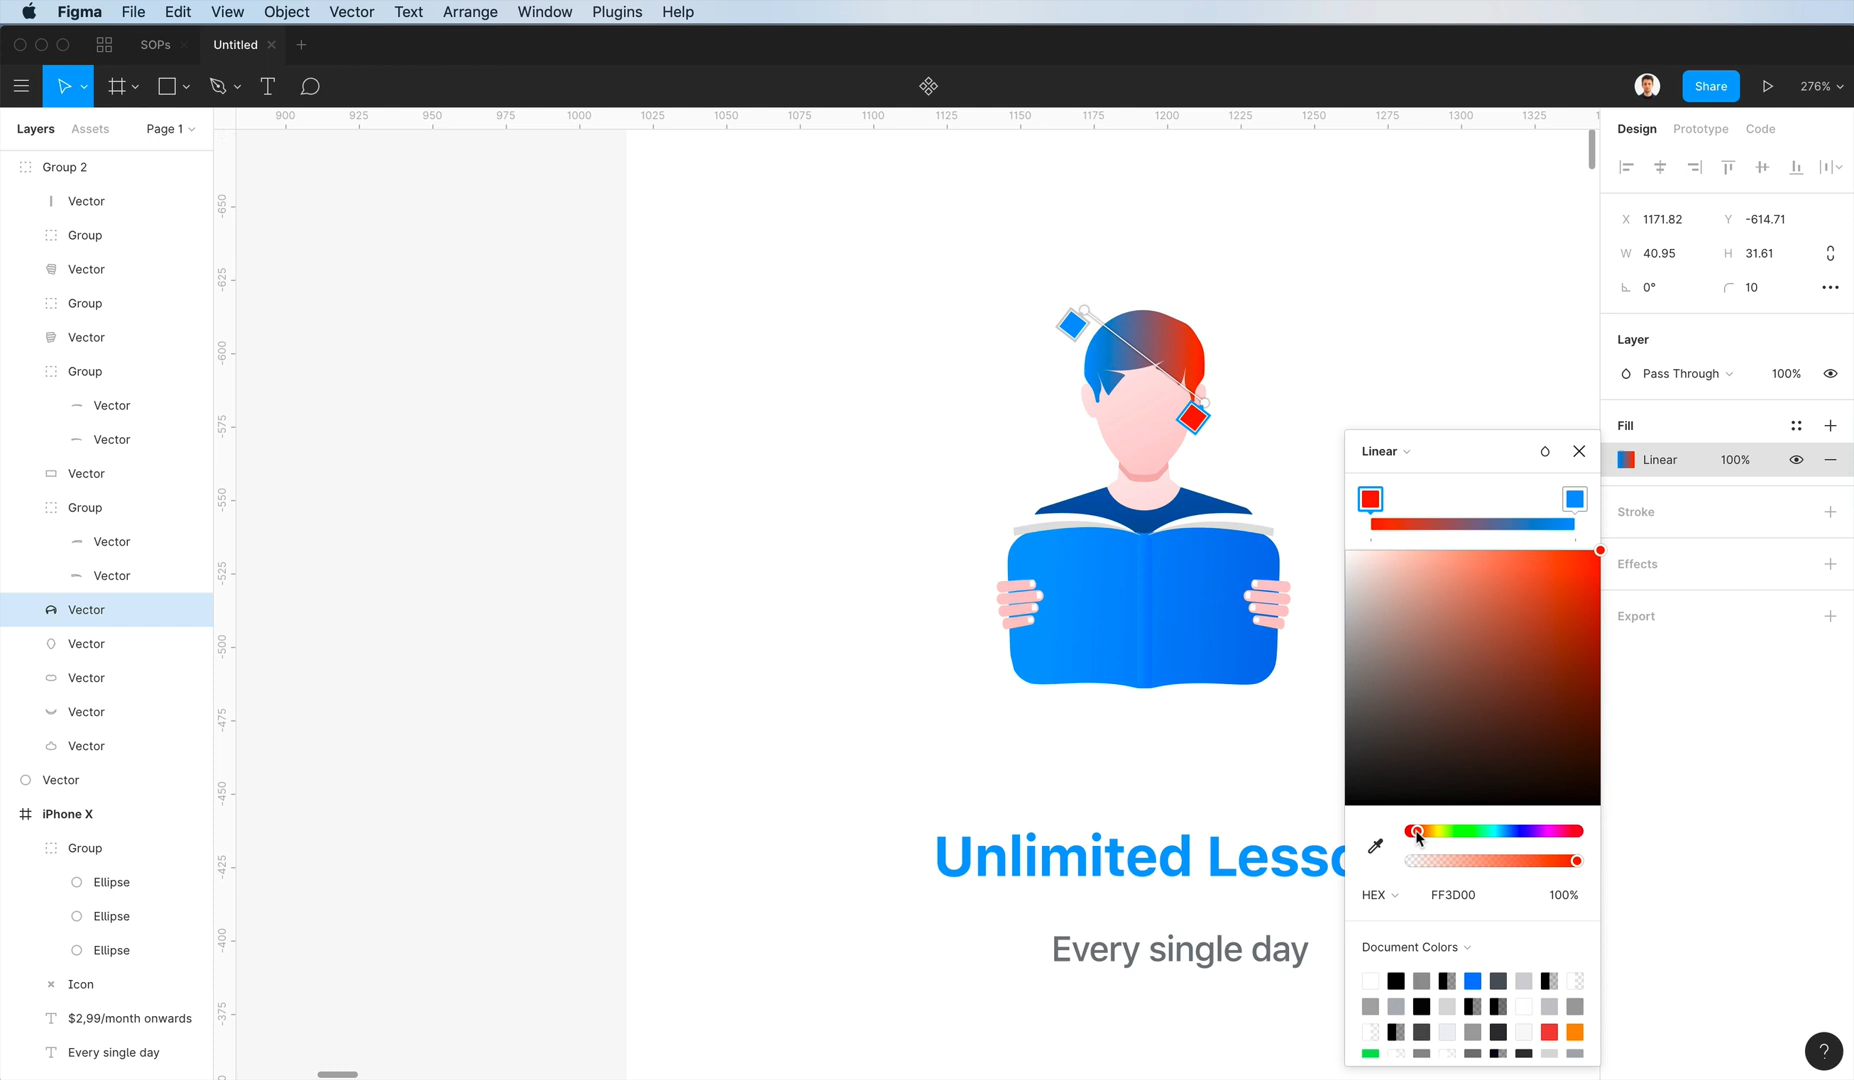 Figma File Edit View Object Vector Text Arrange Window Plugins Help
SOPs Untitled
Share 276%
Layers Assets Page 1
900 925 950 975 1000 1025 1050 1075 1100 1125 1150 1175 1200 1225 1250 1275 1300 1325
Design Prototype Code
Group 2
Vector
Group
Vector
Group
Vector
Group
Vector
Vector
Vector
Group
Vector
Vector
Vector
Vector
Vector
Vector
Vector
Vector
iPhone X
Group
Ellipse
Ellipse
Ellipse
Icon
$2,99/month onwards
Every single day
-650
-625
-600
-575
-550
-525
-500
-475
-450
-425
-400
-375
Unlimited Lesso
Every single day
X 1171.82 Y -614.71
W 40.95 H 31.61
0° 10
Layer
Pass Through 100%
Fill
Linear 100%
Stroke
Effects
Export
Linear
HEX FF3D00 100%
Document Colors
?